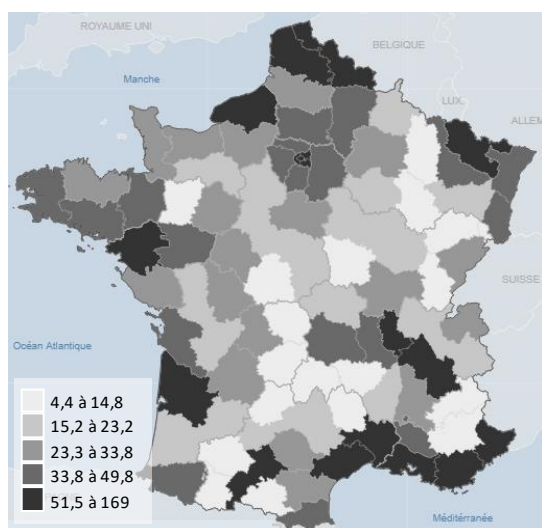 ROYAUME UNI
BELGIQUE
Manche
LUX.
ALLEM
SUISSE
Océan Atlantique
4,4 à 14,8
15,2 à 23,2
23,3 à 33,8
33,8 à 49,8
51,5 à 169
Méditérranée